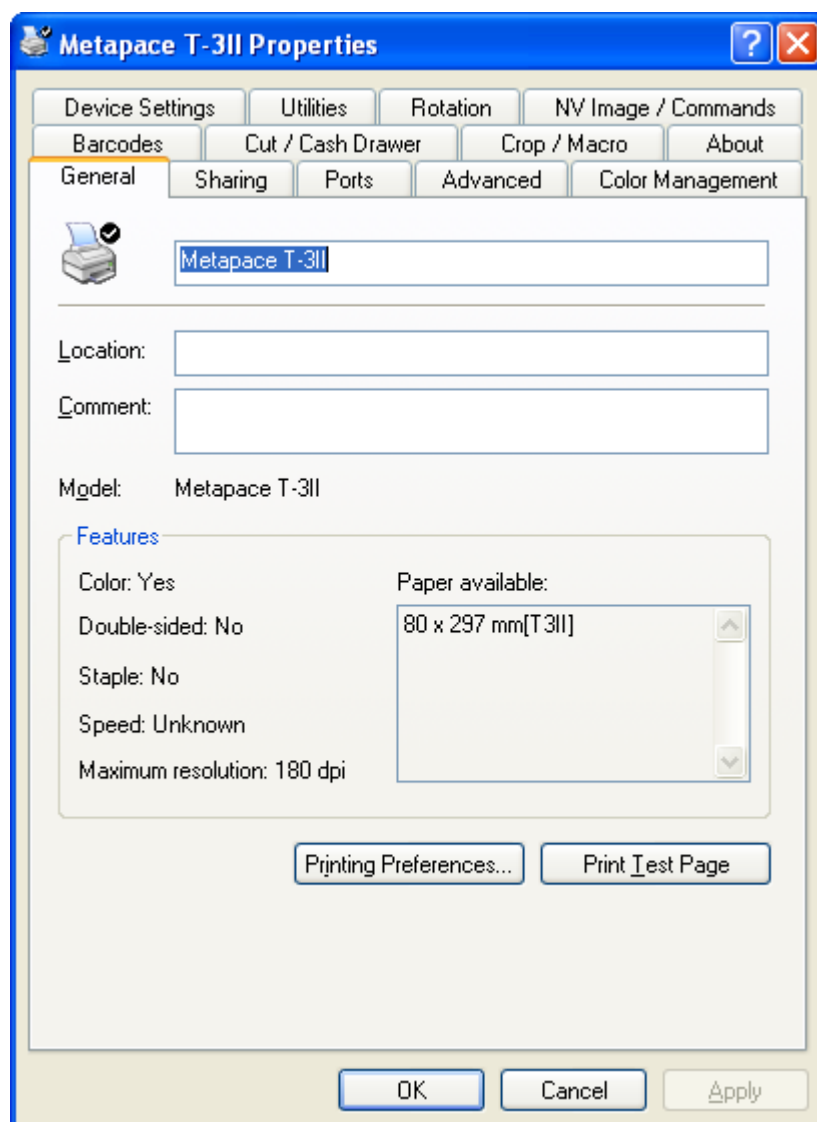 Metapace T-3II Properties
Device Settings Utilities Rotation NV Image / Commands
Barcodes Cut / Cash Drawer Crop / Macro About
General Sharing Ports Advanced Color Management
Metapace T-3II
Location:
Comment:
Model: Metapace T-3II
Features
Color: Yes Paper available:
Double-sided: No 80 x 297 mm[T3II]
Staple: No
Speed: Unknown
Maximum resolution: 180 dpi
Printing Preferences... Print Test Page
OK Cancel Apply